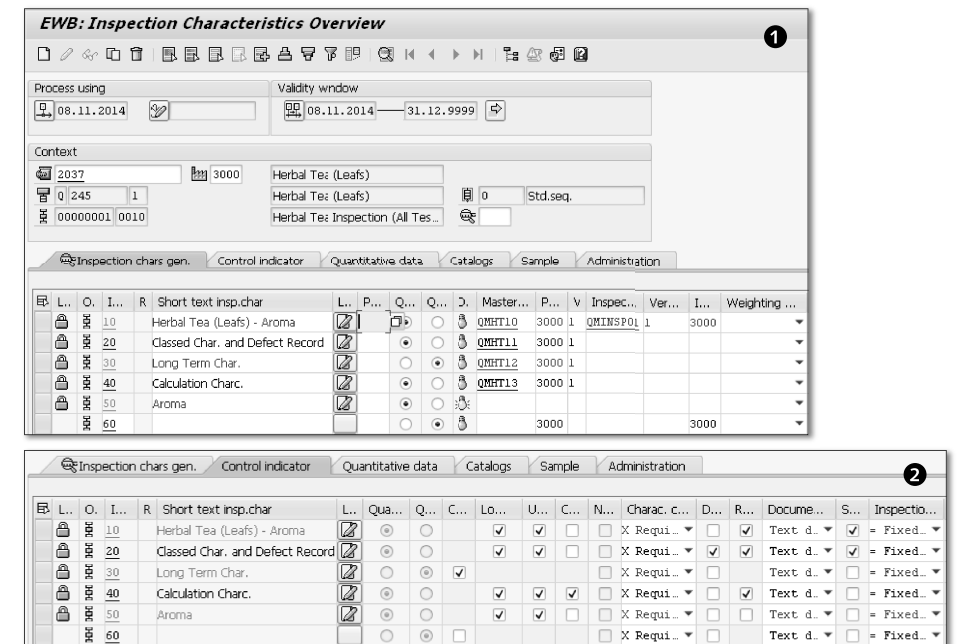 EWB: Inspection Characteristics Overview
1
Process using
Validity wndow
08.11.2014
08.11.2014 31.12.9999
Context
2037 3000 Herbal Tea (Leafs)
Q 245 1 Herbal Tea (Leafs) 0 Std.seq.
00000001 0010 Herbal Tea Inspection (All Tes...
Inspection chars gen. Control indicator Quantitative data Catalogs Sample Administration
L... O. I... R Short text insp.char L... P... Q... Q... D. Master... P... V Inspec... Ver... I... Weighting ...
10 Herbal Tea (Leafs) - Aroma QMHT10 3000 1 QMINSP01 1 3000
20 Classed Char. and Defect Record QMHT11 3000 1
30 Long Term Char. QMHT12 3000 1
40 Calculation Charc. QMHT13 3000 1
50 Aroma
60 3000 3000
Inspection chars gen. Control indicator Quantitative data Catalogs Sample Administration
2
L... O. I... R Short text insp.char L... Qua... Q... C... Lo... U... C... N... Charac. c... D... R... Docume... S... Inspectio...
10 Herbal Tea (Leafs) - Aroma X Requi... Text d... = Fixed...
20 Classed Char. and Defect Record X Requi... Text d... = Fixed...
30 Long Term Char. X Requi... Text d... = Fixed...
40 Calculation Charc. X Requi... Text d... = Fixed...
50 Aroma X Requi... Text d... = Fixed...
60 X Requi... Text d... = Fixed...